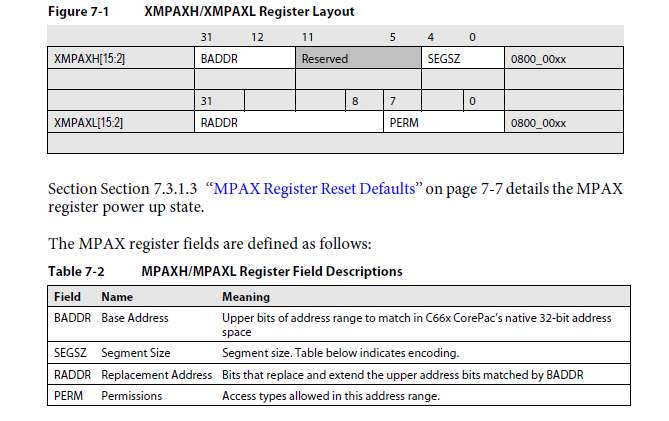 Figure 7-1 XMPAXH/XMPAXL Register Layout
31 12 11 5 4 0
XMPAXH[15:2] BADDR Reserved SEGSZ 0800_00xx
31 8 7 0
XMPAXL[15:2] RADDR PERM 0800_00xx
Section Section 7.3.1.3 “MPAX Register Reset Defaults” on page 7-7 details the MPAX
register power up state.
The MPAX register fields are defined as follows:
Table 7-2 MPAXH/MPAXL Register Field Descriptions
Field Name Meaning
BADDR Base Address Upper bits of address range to match in C66x CorePac’s native 32-bit address
space
SEGSZ Segment Size Segment size. Table below indicates encoding.
RADDR Replacement Address Bits that replace and extend the upper address bits matched by BADDR
PERM Permissions Access types allowed in this address range.